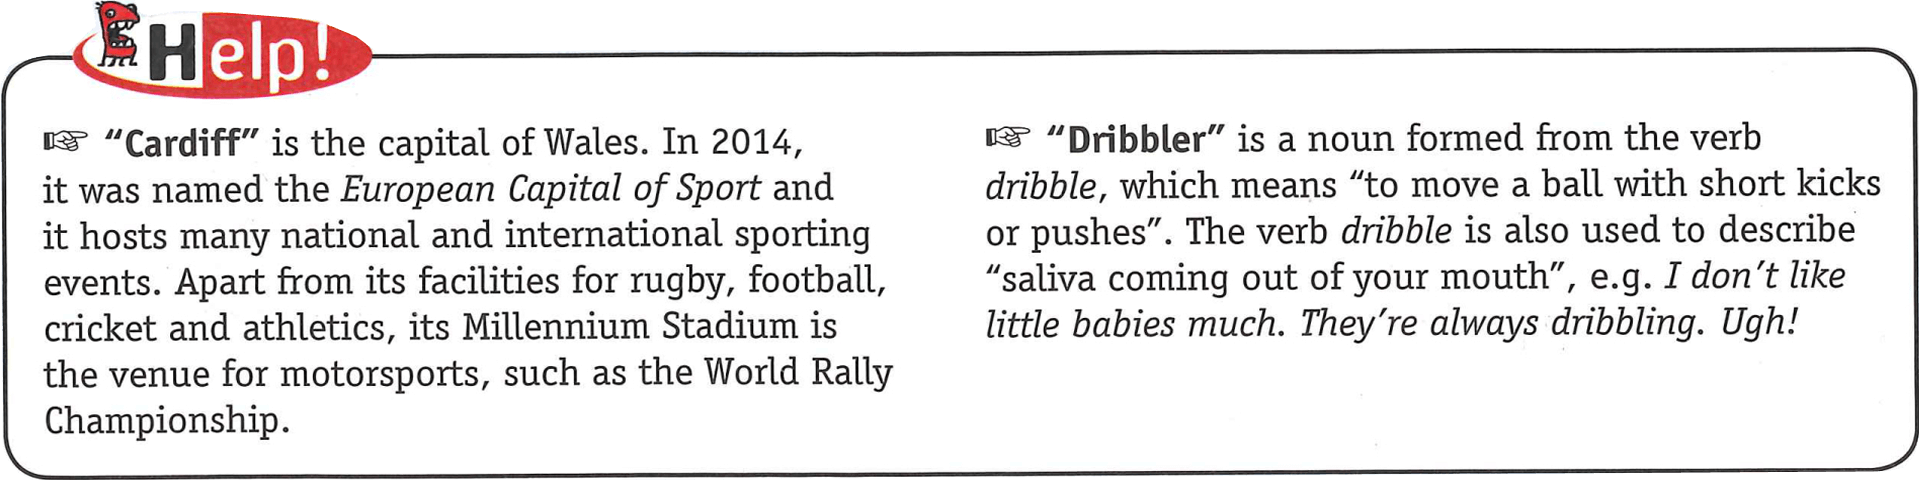 Help!
☞ “Cardiff” is the capital of Wales. In 2014,
it was named the European Capital of Sport and
it hosts many national and international sporting
events. Apart from its facilities for rugby, football,
cricket and athletics, its Millennium Stadium is
the venue for motorsports, such as the World Rally
Championship.
☞ “Dribbler” is a noun formed from the verb
dribble, which means “to move a ball with short kicks
or pushes”. The verb dribble is also used to describe
“saliva coming out of your mouth”, e.g. I don’t like
little babies much. They’re always dribbling. Ugh!